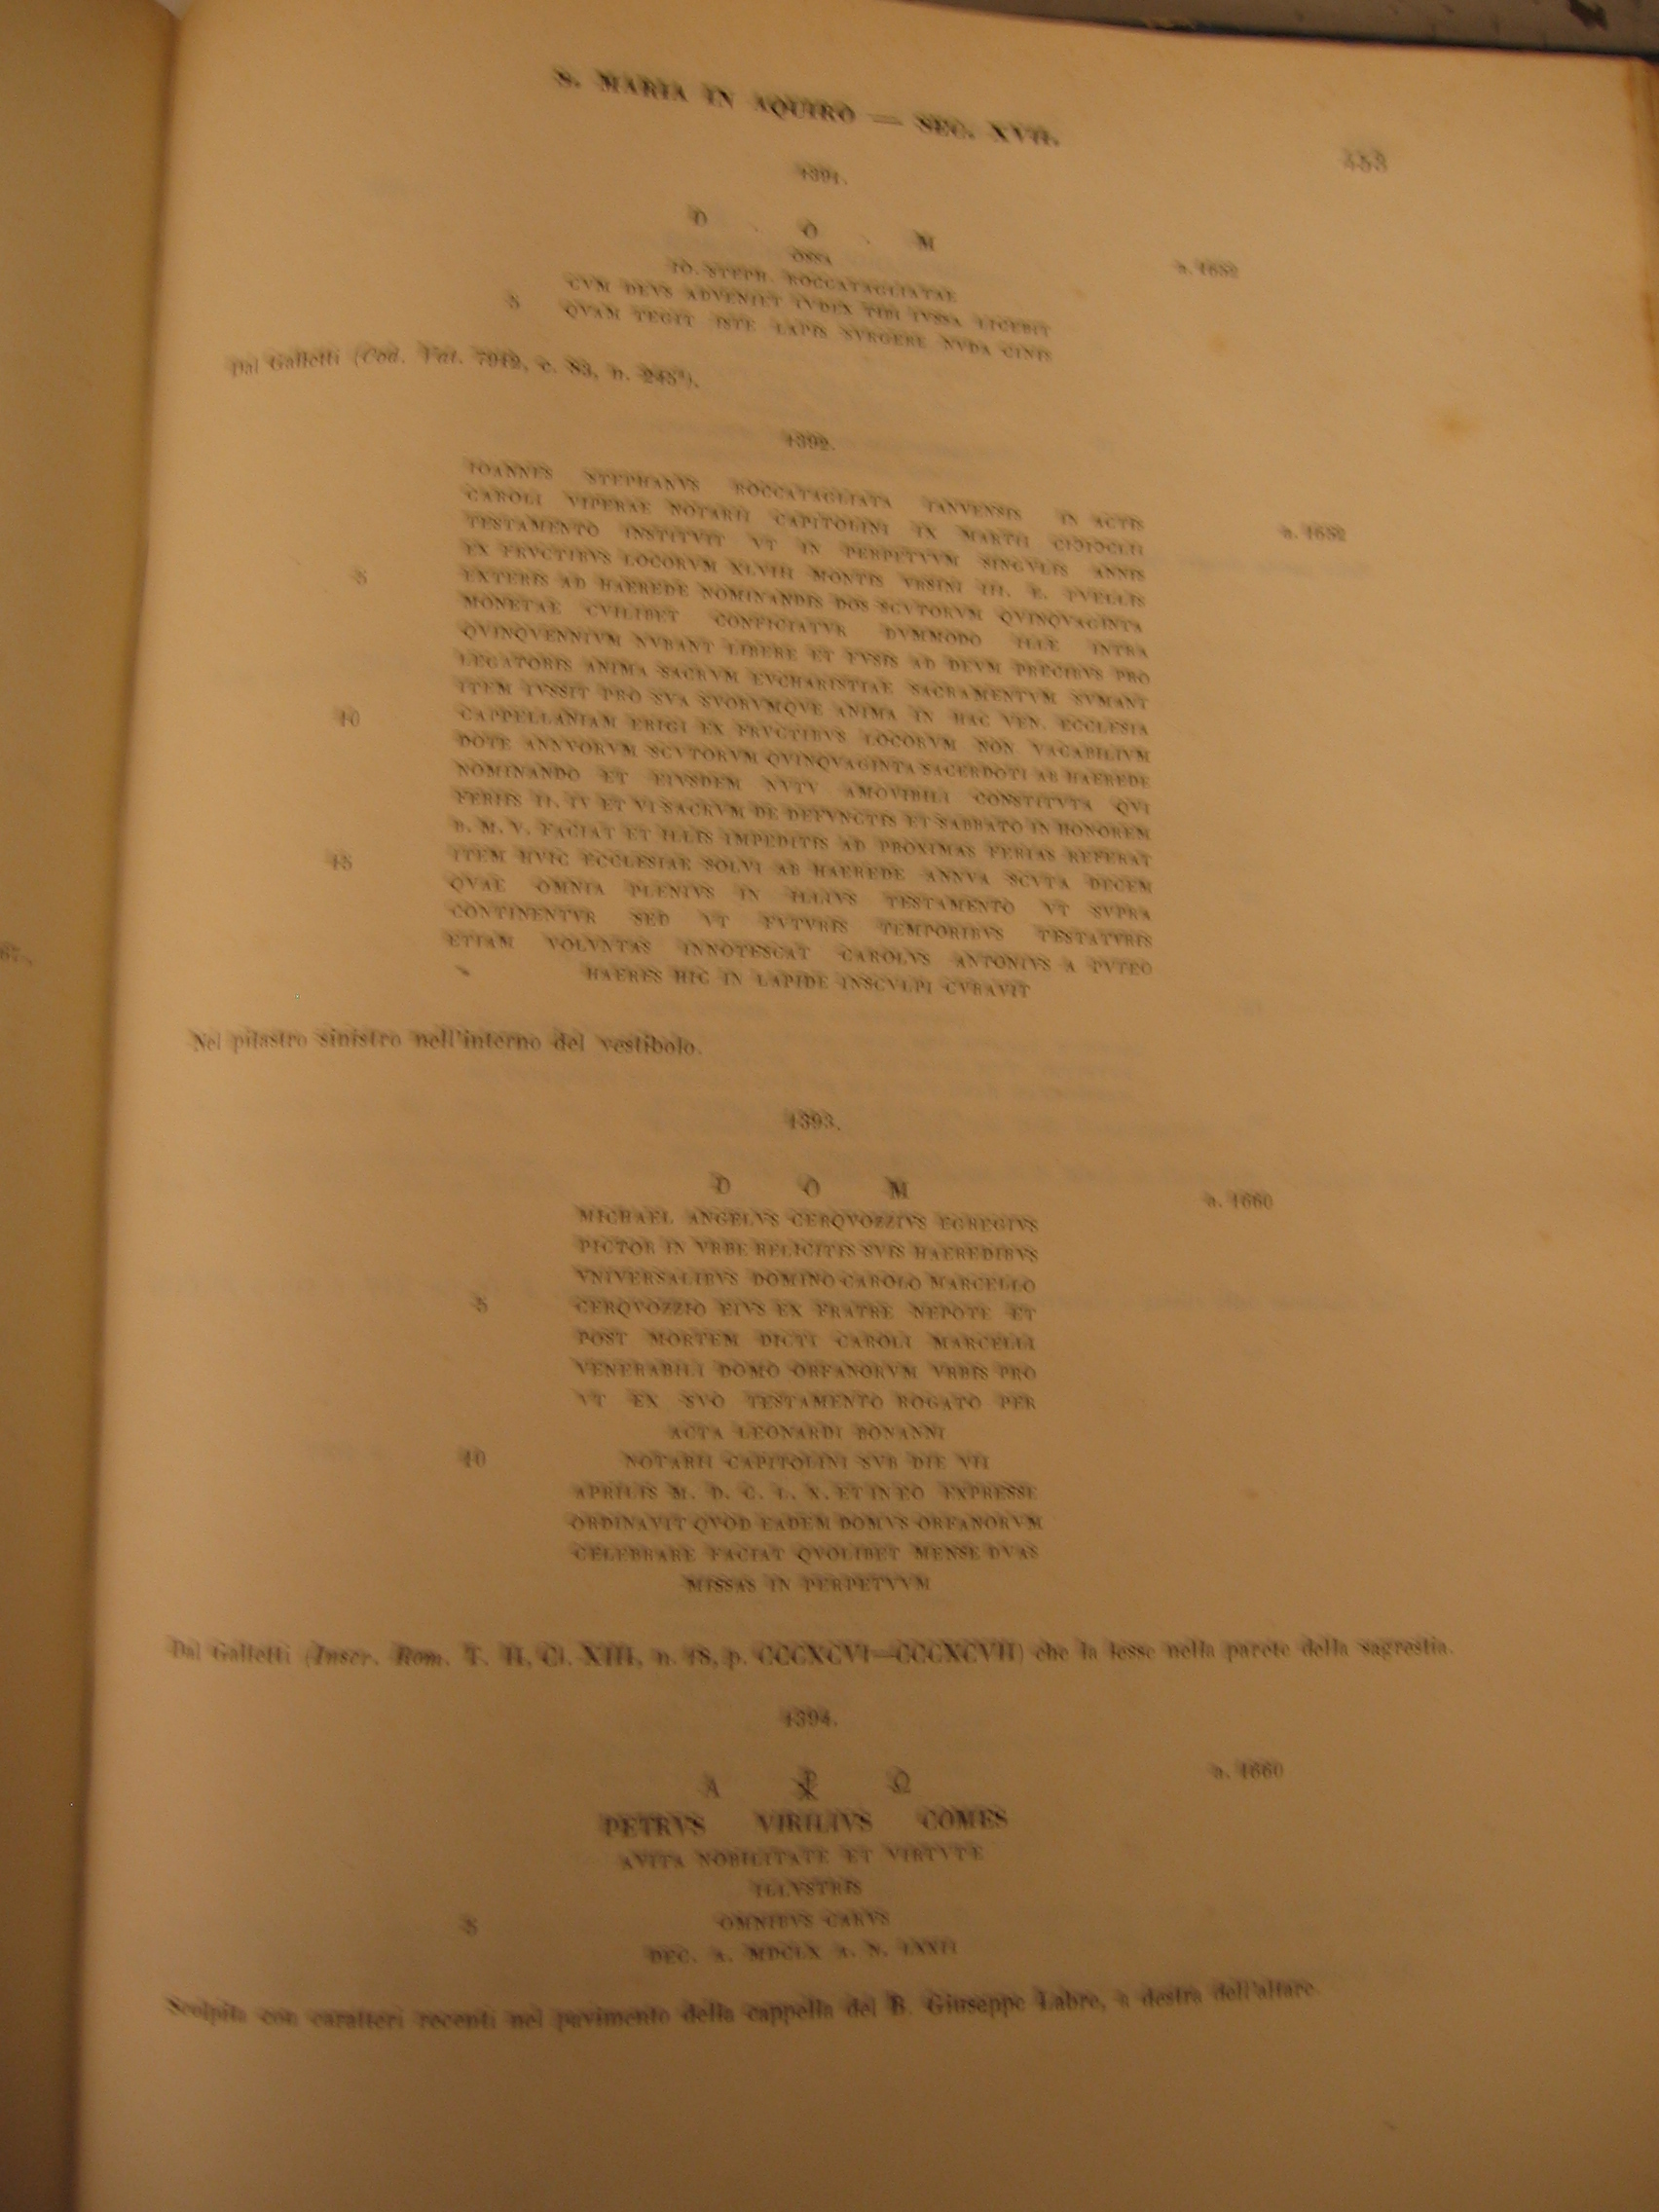 S. MARIA IN AQUIRO — SEC. XVII.
453
1391.
D O M
OSSA
a. 1652
IO. STEPH. ROCCATAGLIATAE
CVM DEVS ADVENIET IVDEX TIBI IVSSA LICEBIT
5 QVAM TEGIT ISTE LAPIS SVRGERE NVDA CINIS
Dal Galletti (Cod. Vat. 7912, c. 83, n. 245).
1392.
IOANNES STEPHANVS ROCCATAGLIATA IANVENSIS IN ACTIS
CAROLI VIPERAE NOTARII CAPITOLINI IX MARTII CIƆIƆCLII
a. 1652
TESTAMENTO INSTITVIT VT IN PERPETVVM SINGVLIS ANNIS
EX FRVCTIBVS LOCORVM XLVIII MONTIS VRSINI III. E. PVELLIS
5 EXTERIS AD HAEREDE NOMINANDIS DOS SCVTORVM QVINQVAGINTA
MONETAE CVILIBET CONFICIATVR DVMMODO ILLAE INTRA
QVINQVENNIVM NVBANT LIBERE ET FVSIS AD DEVM PRECIBVS PRO
LEGATORIS ANIMA SACRVM EVCHARISTIAE SACRAMENTVM SVMANT
ITEM IVSSIT PRO SVA SVORVMQVE ANIMA IN HAC VEN. ECCLESIA
10 CAPPELLANIAM ERIGI EX FRVCTIBVS LOCORVM NON VACABILIVM
DOTE ANNVORVM SCVTORVM QVINQVAGINTA SACERDOTI AB HAEREDE
NOMINANDO ET EIVSDEM NVTV AMOVIBILI CONSTITVTA QVI
FERIIS II. IV ET VI SACRVM DE DEFVNCTIS ET SABBATO IN HONOREM
B. M. V. FACIAT ET ILLIS IMPEDITIS AD PROXIMAS FERIAS REFERAT
15 ITEM HVIC ECCLESIAE SOLVI AB HAEREDE ANNVA SCVTA DECEM
QVAE OMNIA PLENIVS IN ILLIVS TESTAMENTO VT SVPRA
CONTINENTVR SED VT FVTVRIS TEMPORIBVS TESTATVRIS
ETIAM VOLVNTAS INNOTESCAT CAROLVS ANTONIVS A PVTEO
HAERES HIC IN LAPIDE INSCVLPI CVRAVIT
Nel pilastro sinistro nell'interno del vestibolo.
1393.
D O M
a. 1660
MICHAEL ANGELVS CERQVOZZIVS EGREGIVS
PICTOR IN VRBE RELICITIS SVIS HAEREDIBVS
VNIVERSALIBVS DOMINO CAROLO MARCELLO
5 CERQVOZZIO EIVS EX FRATRE NEPOTE ET
POST MORTEM DICTI CAROLI MARCELLI
VENERABILI DOMO ORFANORVM VRBIS PRO
VT EX SVO TESTAMENTO ROGATO PER
ACTA LEONARDI BONANNI
10 NOTARII CAPITOLINI SVB DIE VII
APRILIS M. D. C. L. X. ET IN EO EXPRESSE
ORDINAVIT QVOD EADEM DOMVS ORFANORVM
CELEBRARE FACIAT QVOLIBET MENSE DVAS
MISSAS IN PERPETVVM
Dal Galletti (Inscr. Rom. T. II, Cl. XIII, n. 18, p. CCCXCVI—CCCXCVII) che la lesse nella parete della sagrestia.
1394.
A ☧ Ω
a. 1660
PETRVS VIRILIVS COMES
AVITA NOBILITATE ET VIRTVTE
ILLVSTRIS
5 OMNIBVS CARVS
DEC. A. MDCLX A. N. LXXII
Scolpita con caratteri recenti nel pavimento della cappella del B. Giuseppe Labre, a destra dell'altare